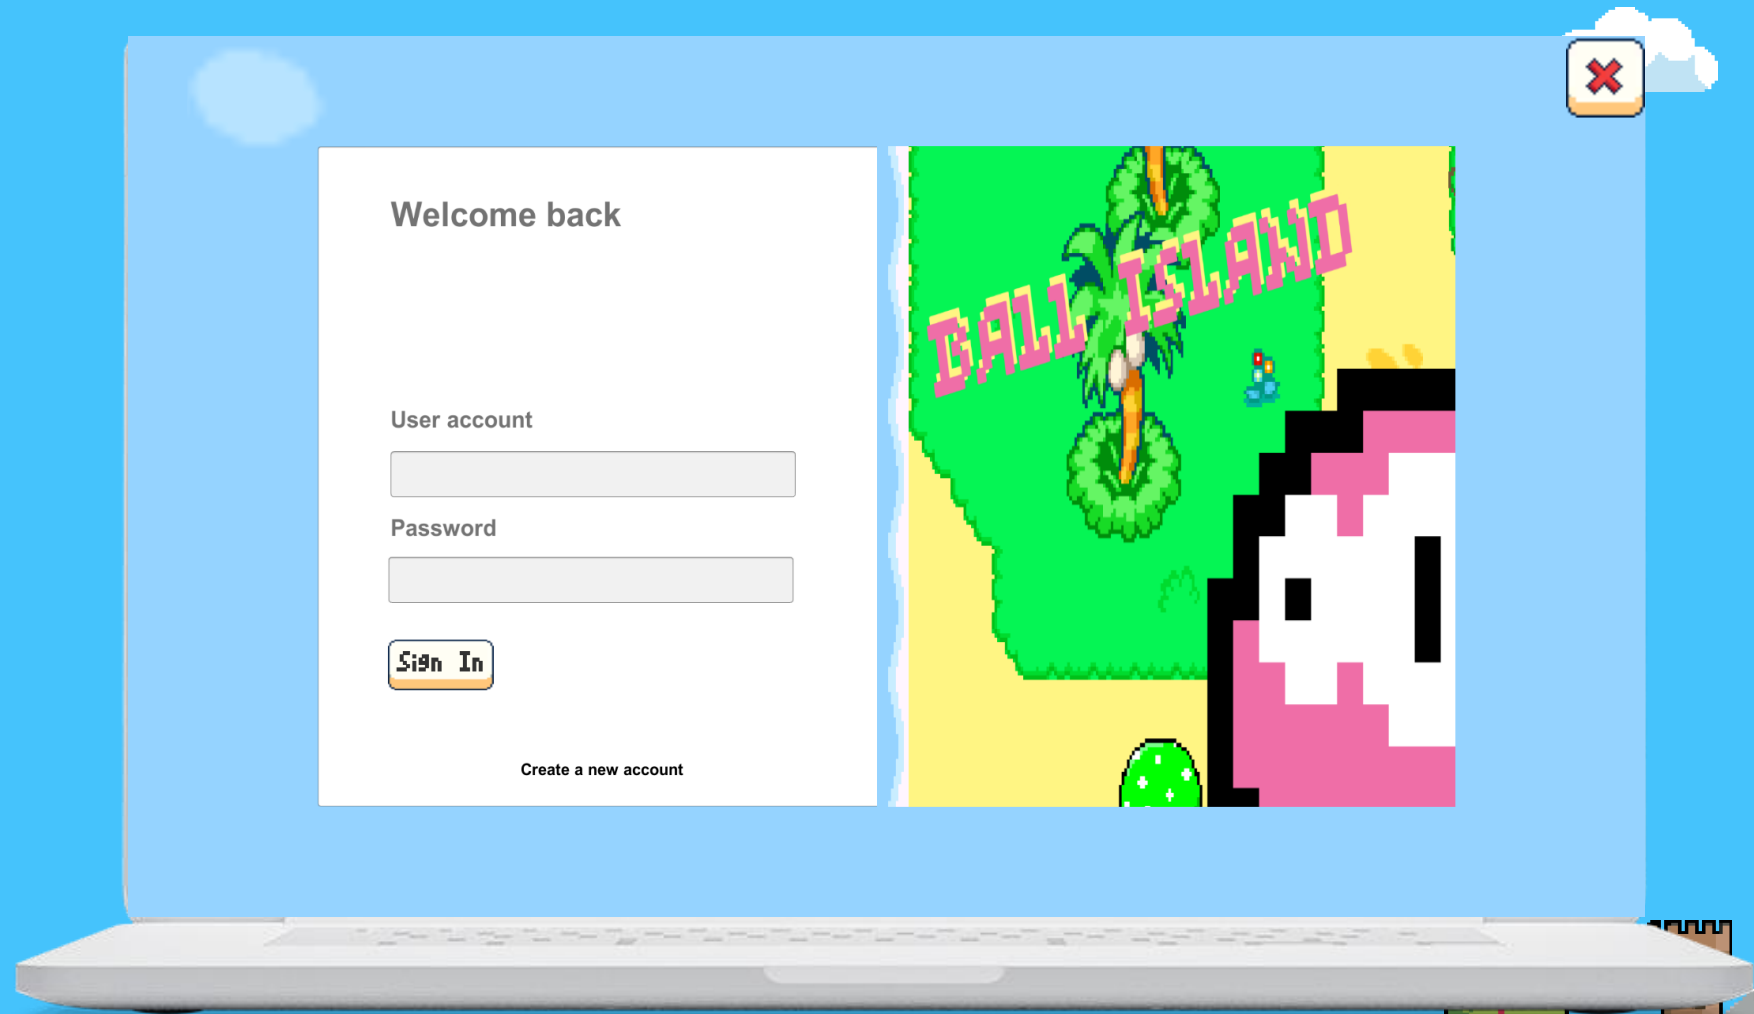 Welcome back
User account
Password
Sign In
Create a new account
BALL ISLAND